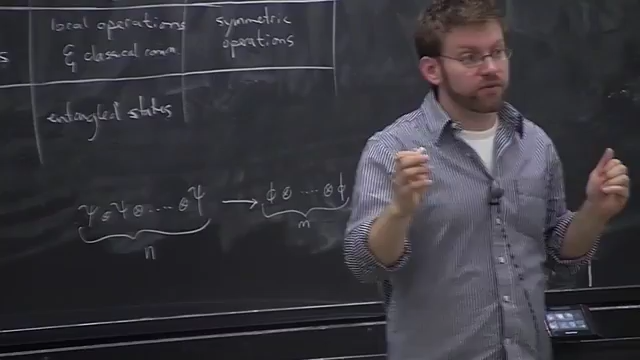 local operations
& classical comm.
symmetric
operations
s
entangled states
ψ⊗ψ⊗....⊗ψ → ϕ⊗....⊗ϕ
n
m